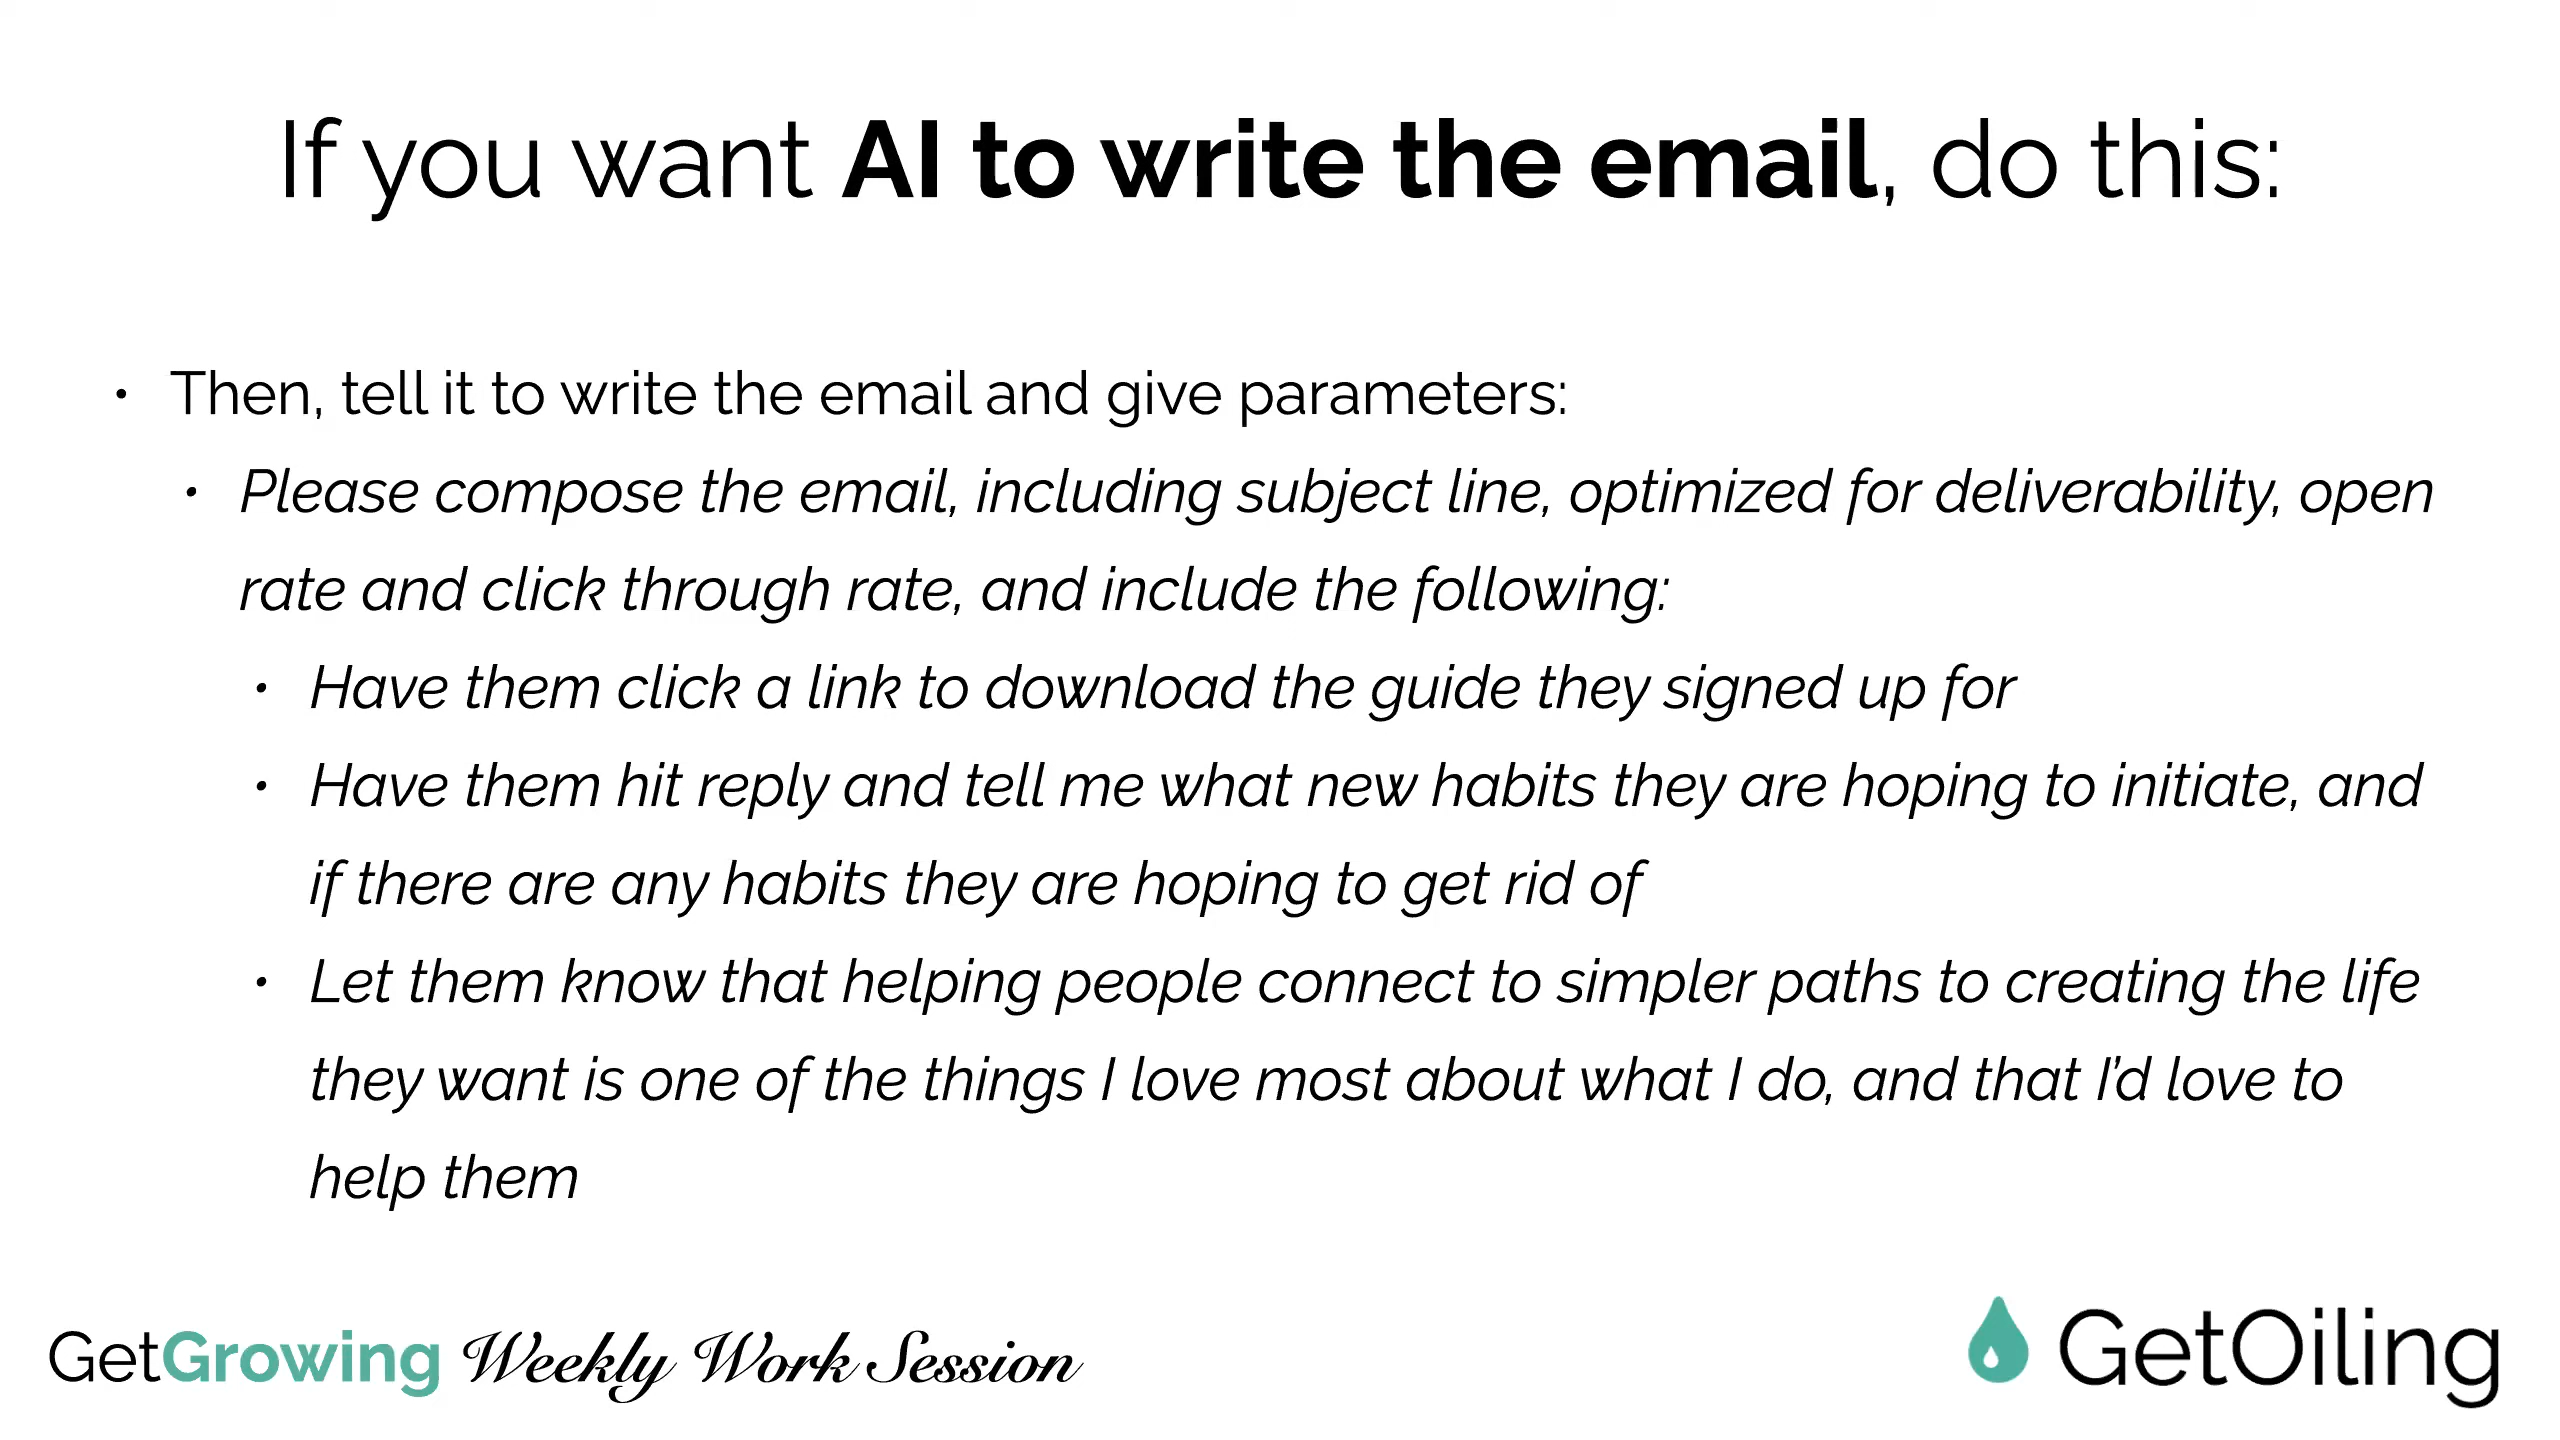 If you want AI to write the email, do this:
• Then, tell it to write the email and give parameters:
• Please compose the email, including subject line, optimized for deliverability, open
rate and click through rate, and include the following:
• Have them click a link to download the guide they signed up for
• Have them hit reply and tell me what new habits they are hoping to initiate, and
if there are any habits they are hoping to get rid of
• Let them know that helping people connect to simpler paths to creating the life
they want is one of the things I love most about what I do, and that I’d love to
help them
GetGrowing Weekly Work Session
GetOiling